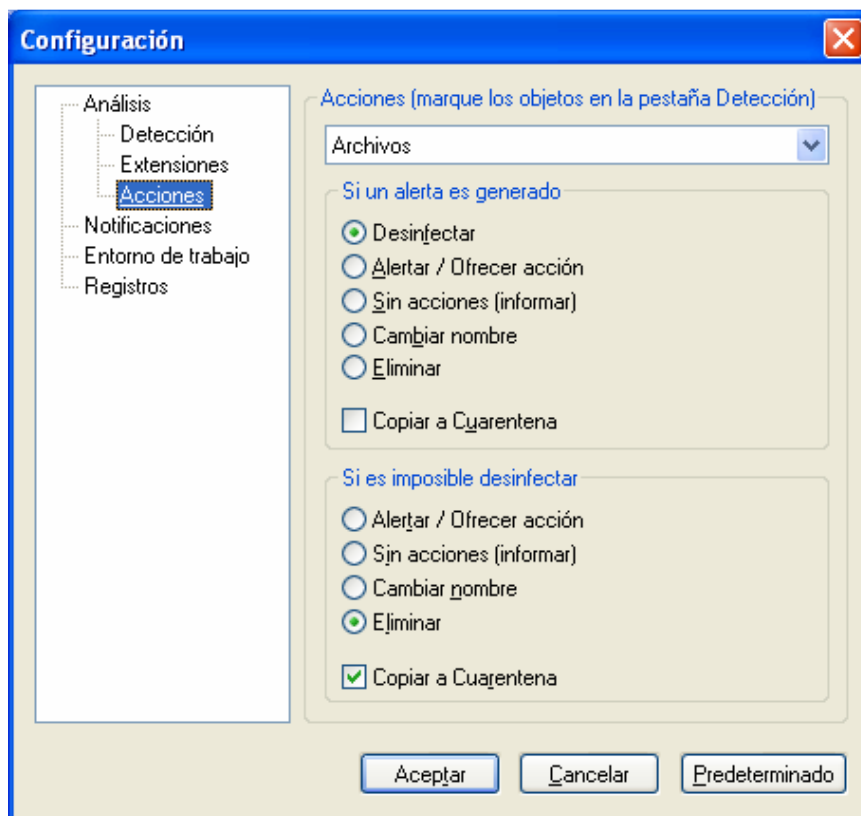 Configuración
Análisis
Detección
Extensiones
Acciones
Notificaciones
Entorno de trabajo
Registros
Acciones (marque los objetos en la pestaña Detección)
Archivos
Si un alerta es generado
Desinfectar
Alertar / Ofrecer acción
Sin acciones (informar)
Cambiar nombre
Eliminar
Copiar a Cuarentena
Si es imposible desinfectar
Alertar / Ofrecer acción
Sin acciones (informar)
Cambiar nombre
Eliminar
Copiar a Cuarentena
Aceptar
Cancelar
Predeterminado